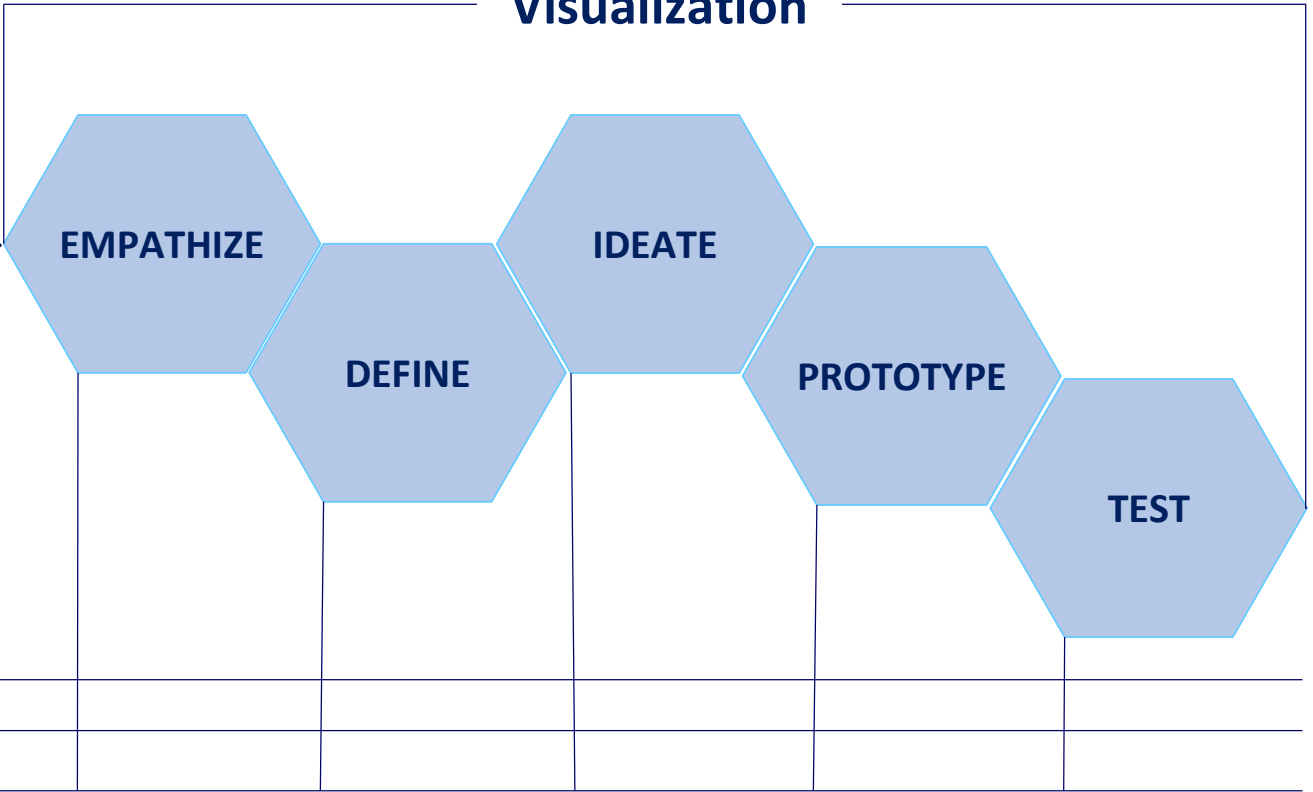 Visualization
EMPATHIZE
IDEATE
DEFINE
PROTOTYPE
TEST